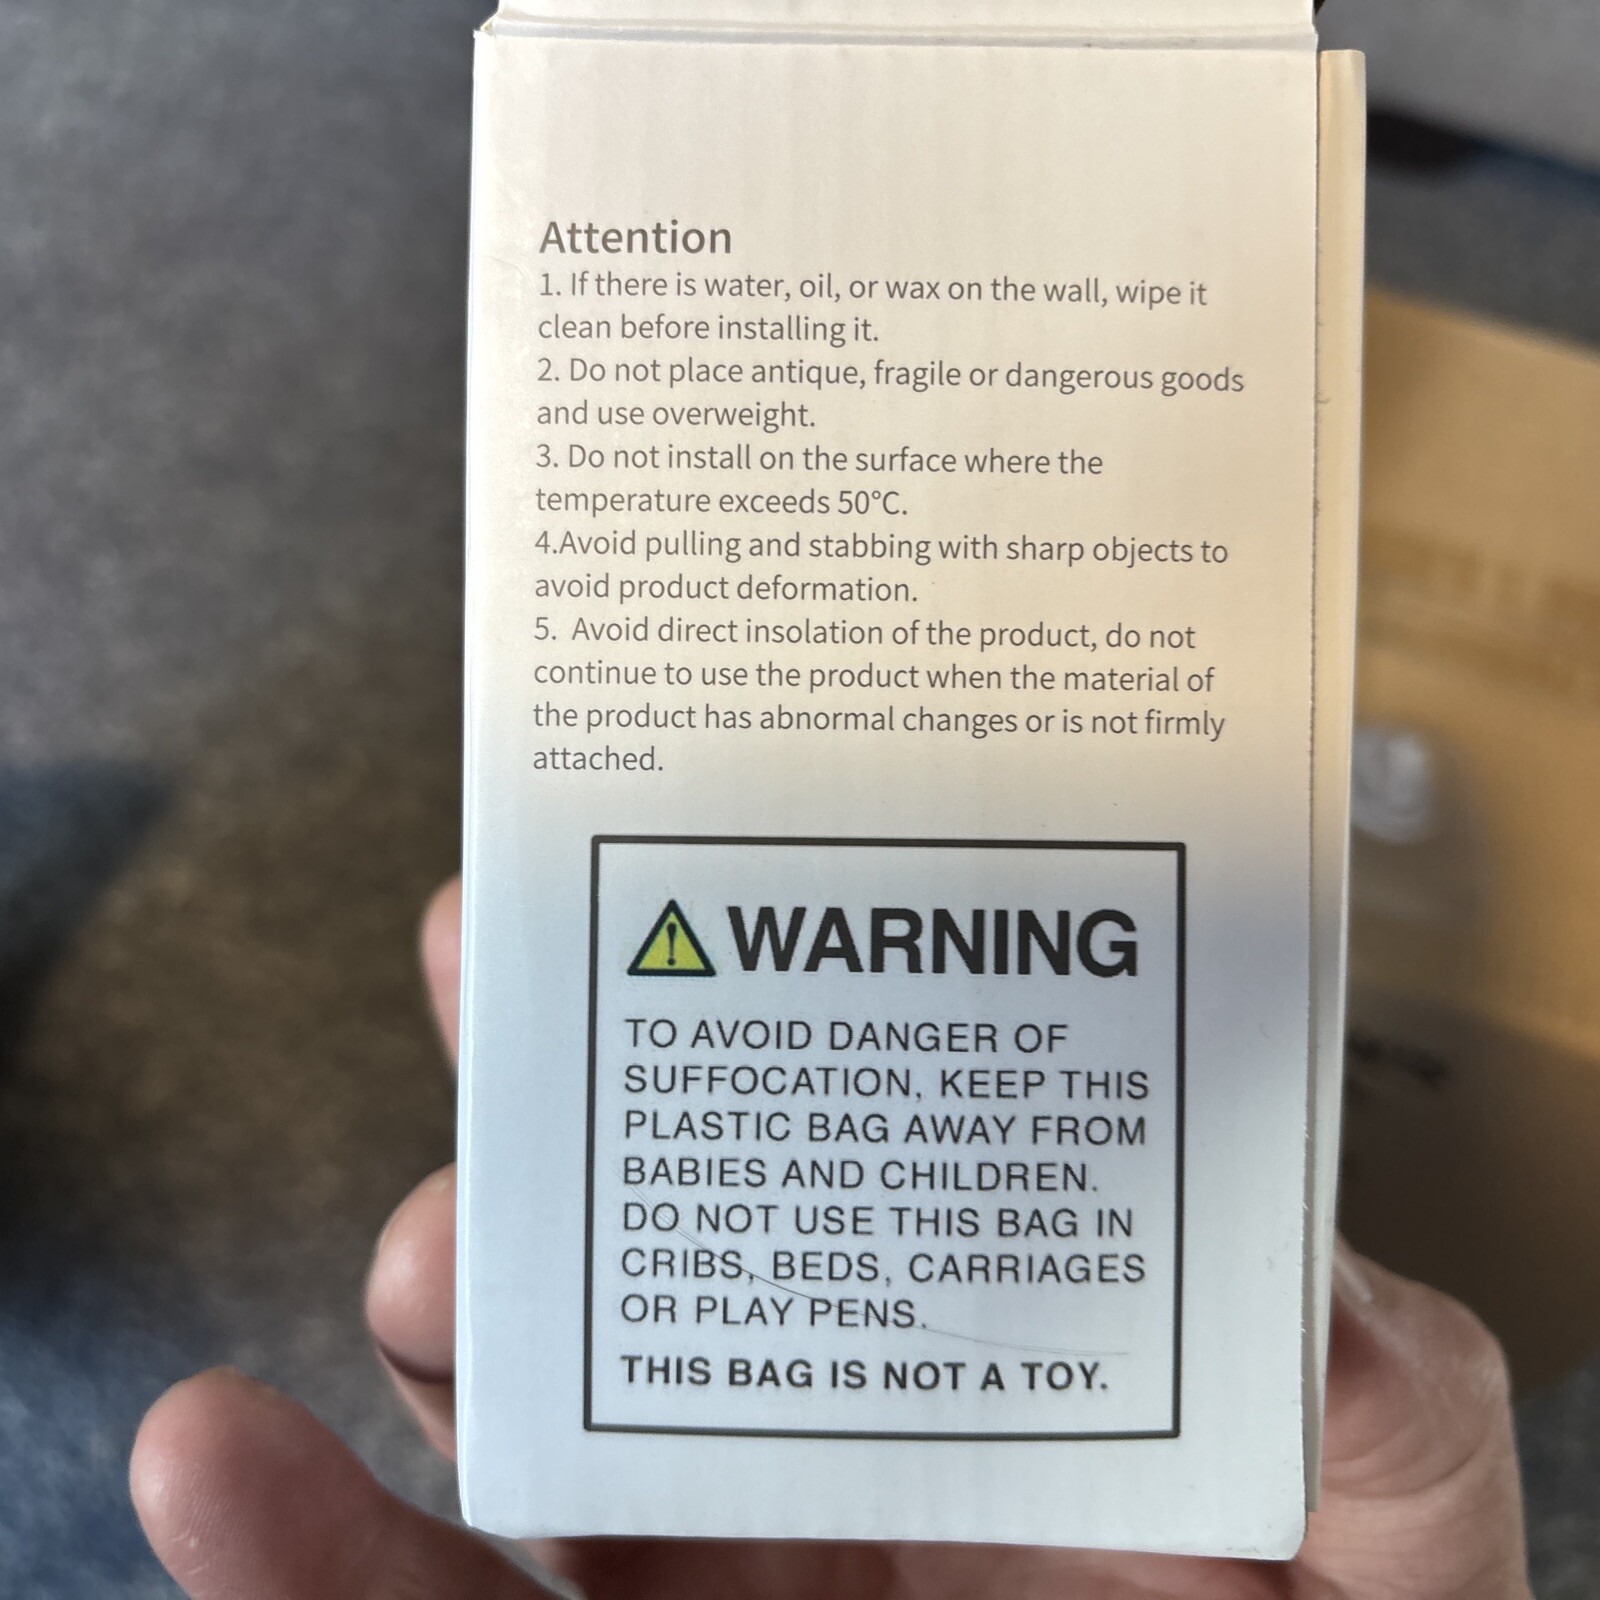 Attention
1. If there is water, oil, or wax on the wall, wipe it
clean before installing it.
2. Do not place antique, fragile or dangerous goods
and use overweight.
3. Do not install on the surface where the
temperature exceeds 50°C.
4.Avoid pulling and stabbing with sharp objects to
avoid product deformation.
5. Avoid direct insolation of the product, do not
continue to use the product when the material of
the product has abnormal changes or is not firmly
attached.
WARNING
TO AVOID DANGER OF
SUFFOCATION, KEEP THIS
PLASTIC BAG AWAY FROM
BABIES AND CHILDREN.
DO NOT USE THIS BAG IN
CRIBS, BEDS, CARRIAGES
OR PLAY PENS.
THIS BAG IS NOT A TOY.